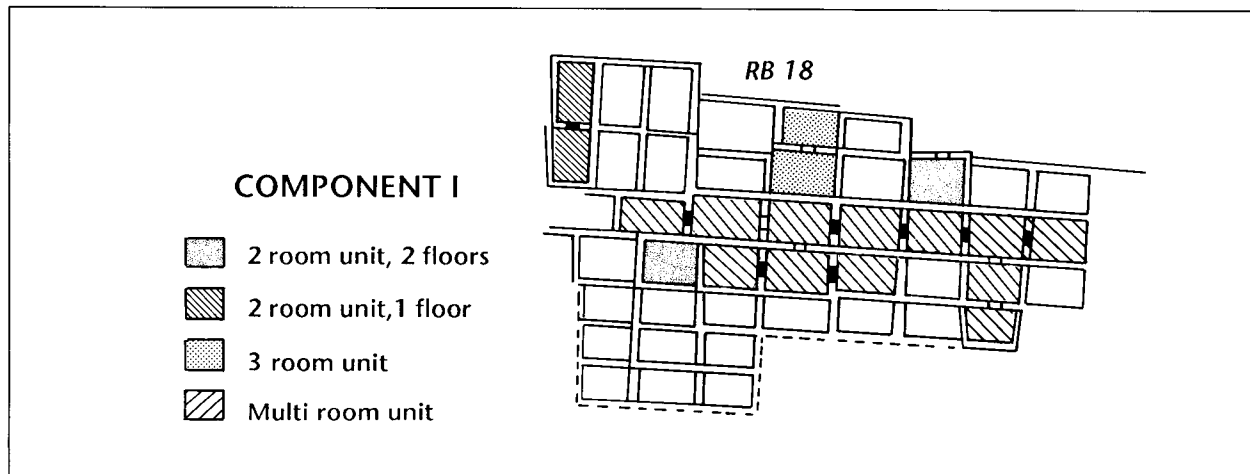 RB 18
COMPONENT I
2 room unit, 2 floors
2 room unit,1 floor
3 room unit
Multi room unit